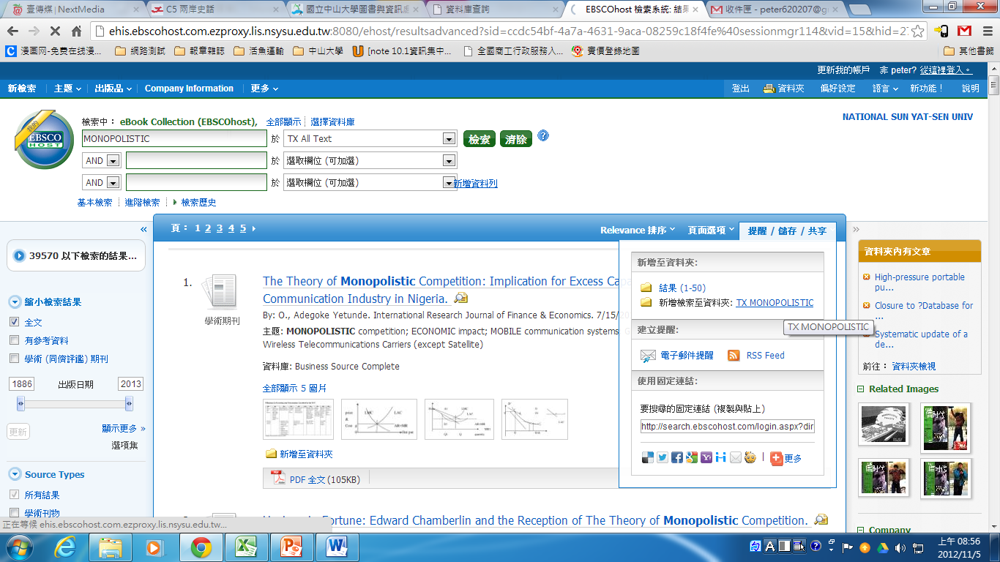 壹傳媒 | NextMedia
C5 兩岸史話
國立中山大學圖書與資訊處
資料庫查詢
EBSCOhost 檢索系統: 結果
收件匣 - peter620207@g
ehis.ebscohost.com.ezproxy.lis.nsysu.edu.tw:8080/ehost/resultsadvanced?sid=ccdc54bf-4a7a-4631-9aca-08259c18f4fe%40sessionmgr114&vid=15&hid=2
漫画网-免费在线漫...
網路測試
報章雜誌
活魚運輸
中山大學
[note 10.1資訊集中...
全國商工行政服務入...
實價登錄地圖
其他書籤
更新我的帳戶 非 peter? 從這裡登入。
新檢索 主題 出版品 Company Information 更多
登出 資料夾 偏好設定 語言 新功能！ 說明
NATIONAL SUN YAT-SEN UNIV
我的
EBSCO
HOST
檢索中： eBook Collection (EBSCOhost), 全部顯示 選擇資料庫
MONOPOLISTIC 於 TX All Text 檢索 清除
AND 於 選取欄位 (可加選)
AND 於 選取欄位 (可加選) 新增資料列
基本檢索 進階檢索 檢索歷史
«
39570 以下檢索的結果...
縮小檢索結果
全文
有參考資料
學術 (同儕評鑑) 期刊
1886 出版日期 2013
更新
顯示更多 »
選項集
Source Types
所有結果
學術刊物
頁： 1 2 3 4 5
Relevance 排序 頁面選項 提醒 / 儲存 / 共享
1.
學術期刊
The Theory of Monopolistic Competition: Implication for Excess Capa
Communication Industry in Nigeria.
By: O., Adegoke Yetunde. International Research Journal of Finance & Economics. 7/15/20
主題: MONOPOLISTIC competition; ECONOMIC impact; MOBILE communication systems; G
Wireless Telecommunications Carriers (except Satellite)
資料庫: Business Source Complete
全部顯示 5 圖片
新增至資料夾
PDF 全文 (105KB)
Fortune: Edward Chamberlin and the Reception of The Theory of Monopolistic Competition.
新增至資料夾:
結果 (1-50)
新增檢索至資料夾: TX MONOPOLISTIC
TX MONOPOLISTIC
建立提醒:
電子郵件提醒 RSS Feed
使用固定連結:
要搜尋的固定連結 (複製與貼上)
http://search.ebscohost.com/login.aspx?dir
更多
»
資料夾內有文章
High-pressure portable
pu...
Closure to ?Database for
...
Systematic update of a
de...
前往： 資料夾檢視
Related Images
Company
正在等候 ehis.ebscohost.com.ezproxy.lis.nsysu.edu.tw...
上午 08:56
2012/11/5